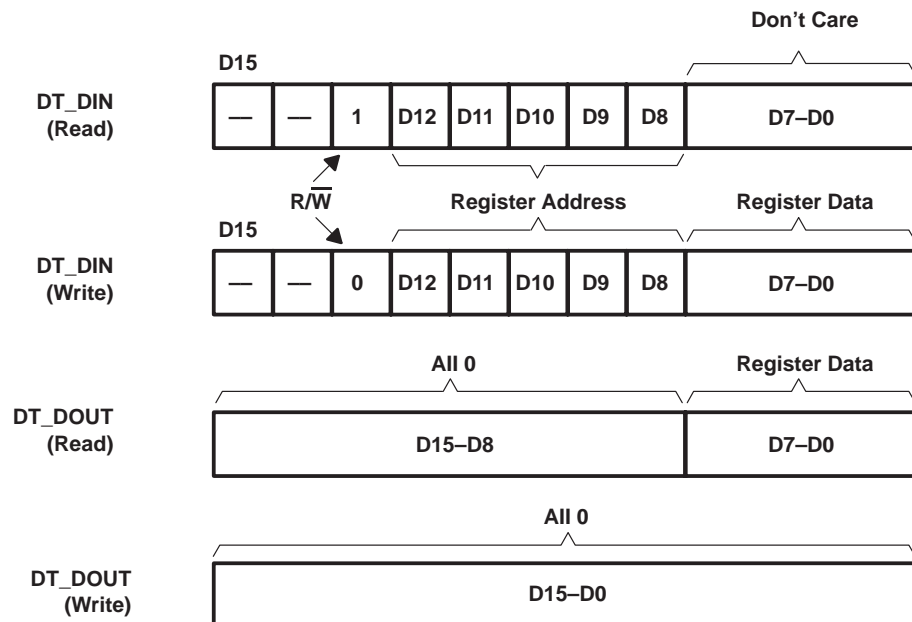 Don't Care
D15
DT_DIN
(Read)
— — 1 D12 D11 D10 D9 D8 D7–D0
R/W̅
Register Address Register Data
D15
DT_DIN
(Write)
— — 0 D12 D11 D10 D9 D8 D7–D0
All 0 Register Data
DT_DOUT
(Read)
D15–D8 D7–D0
All 0
DT_DOUT
(Write)
D15–D0